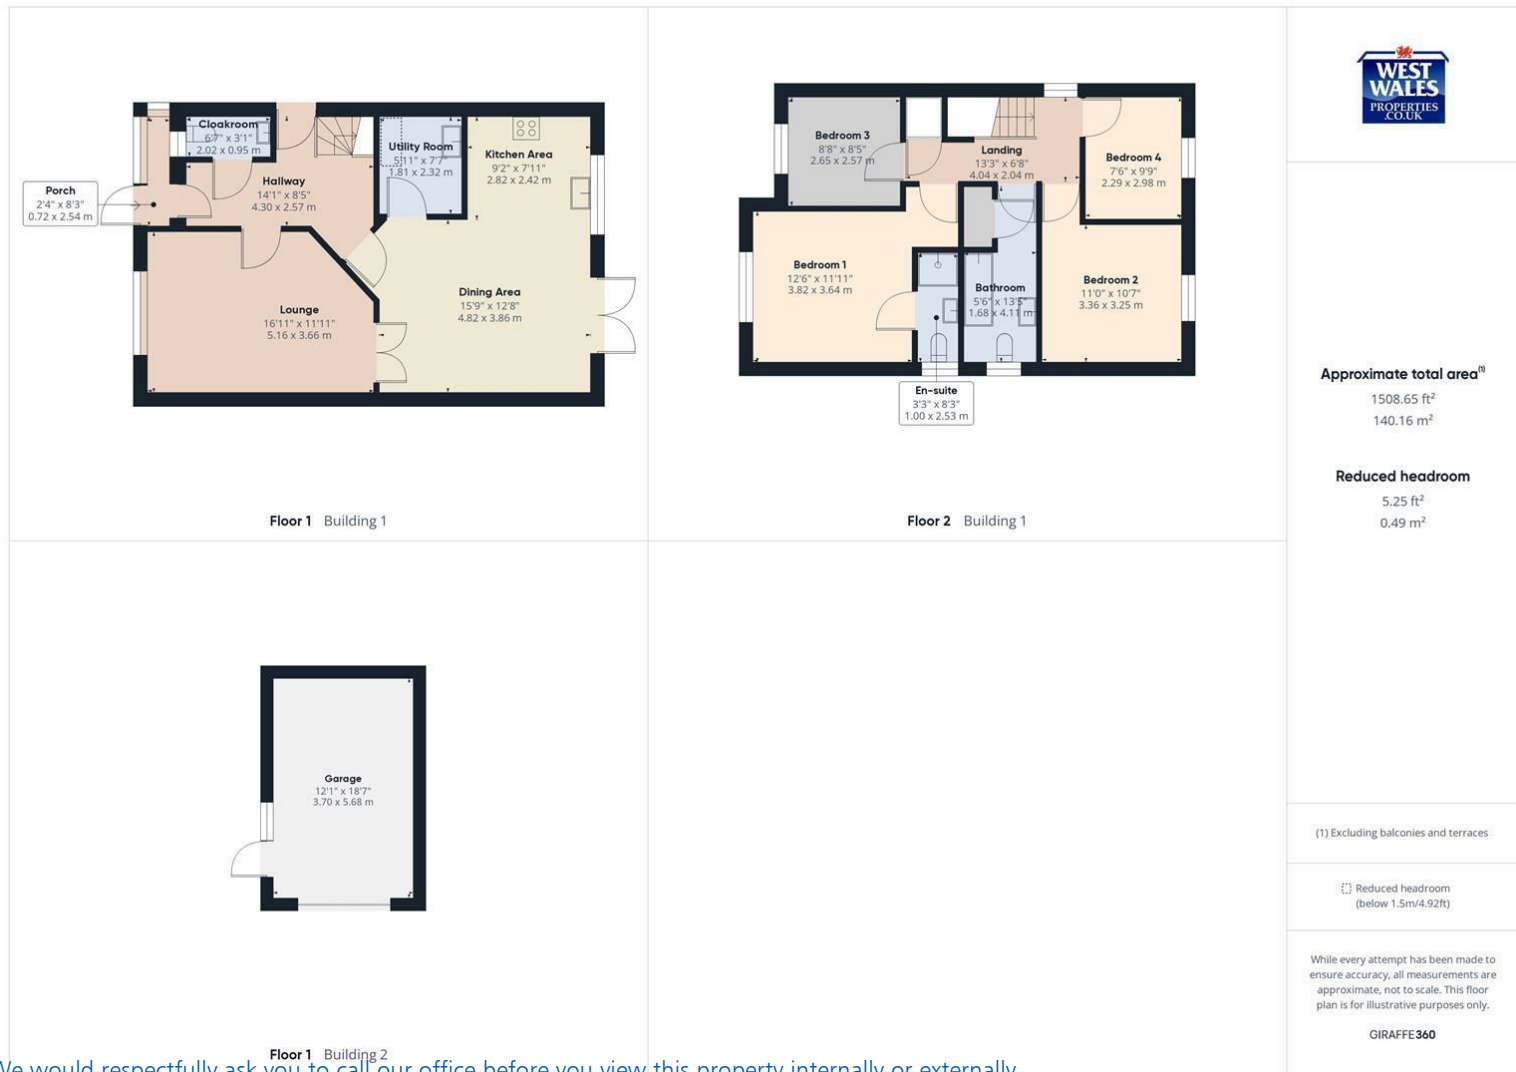 Cloakroom
6'7" x 3'1"
2.02 x 0.95 m
Utility Room
5'11" x 7'7"
1.81 x 2.32 m
Kitchen Area
9'2" x 7'11"
2.82 x 2.42 m
Porch
2'4" x 8'3"
0.72 x 2.54 m
Hallway
14'1" x 8'5"
4.30 x 2.57 m
Lounge
16'11" x 11'11"
5.16 x 3.66 m
Dining Area
15'9" x 12'8"
4.82 x 3.86 m
Floor 1 Building 1
Bedroom 3
8'8" x 8'5"
2.65 x 2.57 m
Landing
13'3" x 6'8"
4.04 x 2.04 m
Bedroom 4
7'6" x 9'9"
2.29 x 2.98 m
Bedroom 1
12'6" x 11'11"
3.82 x 3.64 m
Bathroom
5'6" x 13'5"
1.68 x 4.11 m
Bedroom 2
11'0" x 10'7"
3.36 x 3.25 m
En-suite
3'3" x 8'3"
1.00 x 2.53 m
Floor 2 Building 1
Garage
12'1" x 18'7"
3.70 x 5.68 m
Floor 1 Building 2
WEST
WALES
PROPERTIES
.CO.UK
Approximate total area(1)
1508.65 ft²
140.16 m²
Reduced headroom
5.25 ft²
0.49 m²
(1) Excluding balconies and terraces
Reduced headroom
(below 1.5m/4.92ft)
While every attempt has been made to
ensure accuracy, all measurements are
approximate, not to scale. This floor
plan is for illustrative purposes only.
GIRAFFE360
We would respectfully ask you to call our office before you view this property internally or externally